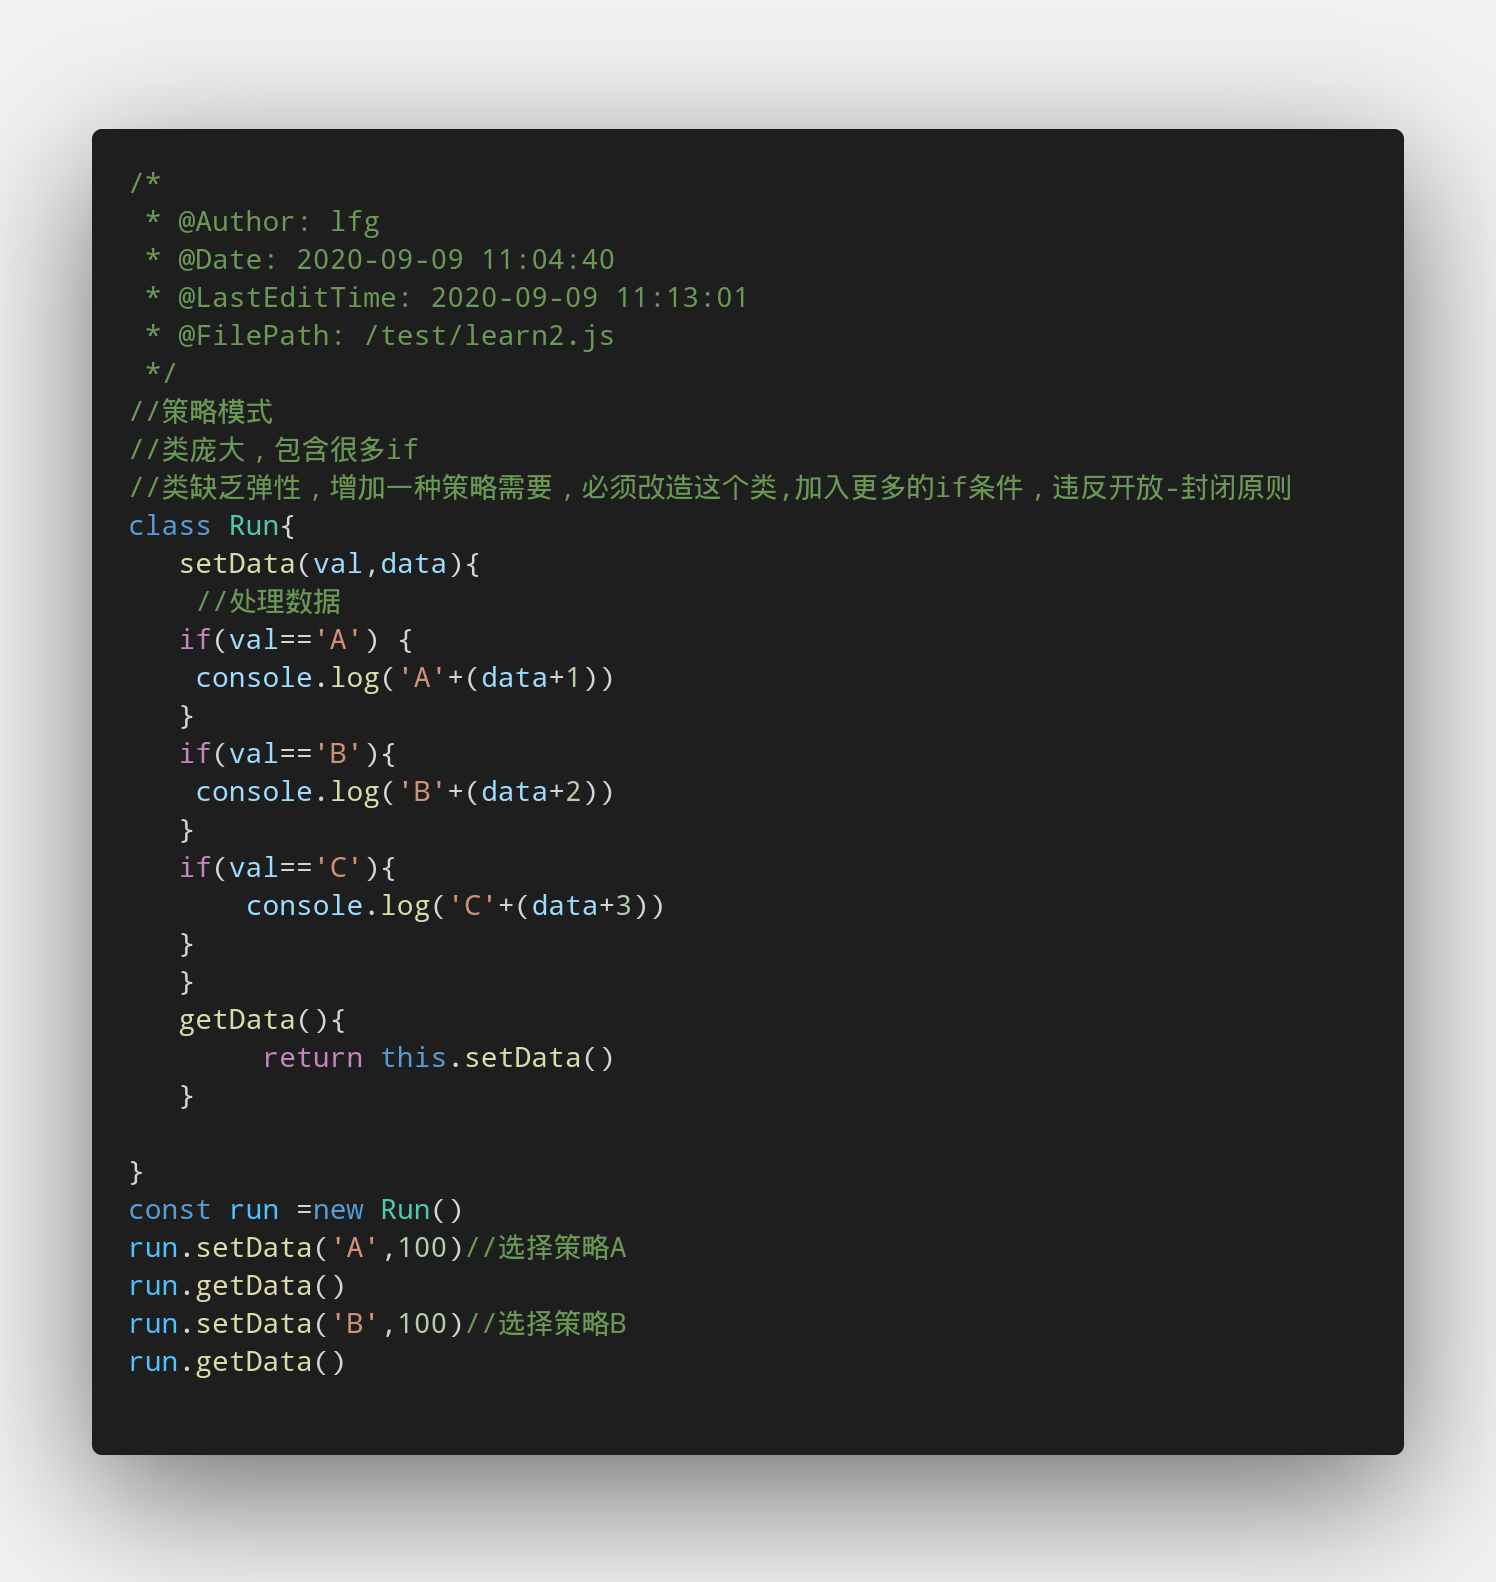 /*
 * @Author: lfg
 * @Date: 2020-09-09 11:04:40
 * @LastEditTime: 2020-09-09 11:13:01
 * @FilePath: /test/learn2.js
 */
//策略模式
//类庞大，包含很多if
//类缺乏弹性，增加一种策略需要，必须改造这个类,加入更多的if条件，违反开放-封闭原则
class Run{
   setData(val,data){
    //处理数据
   if(val=='A') {
    console.log('A'+(data+1))
   }
   if(val=='B'){
    console.log('B'+(data+2))
   }
   if(val=='C'){
       console.log('C'+(data+3))
   }
   }
   getData(){
        return this.setData()
   }

}
const run =new Run()
run.setData('A',100)//选择策略A
run.getData()
run.setData('B',100)//选择策略B
run.getData()